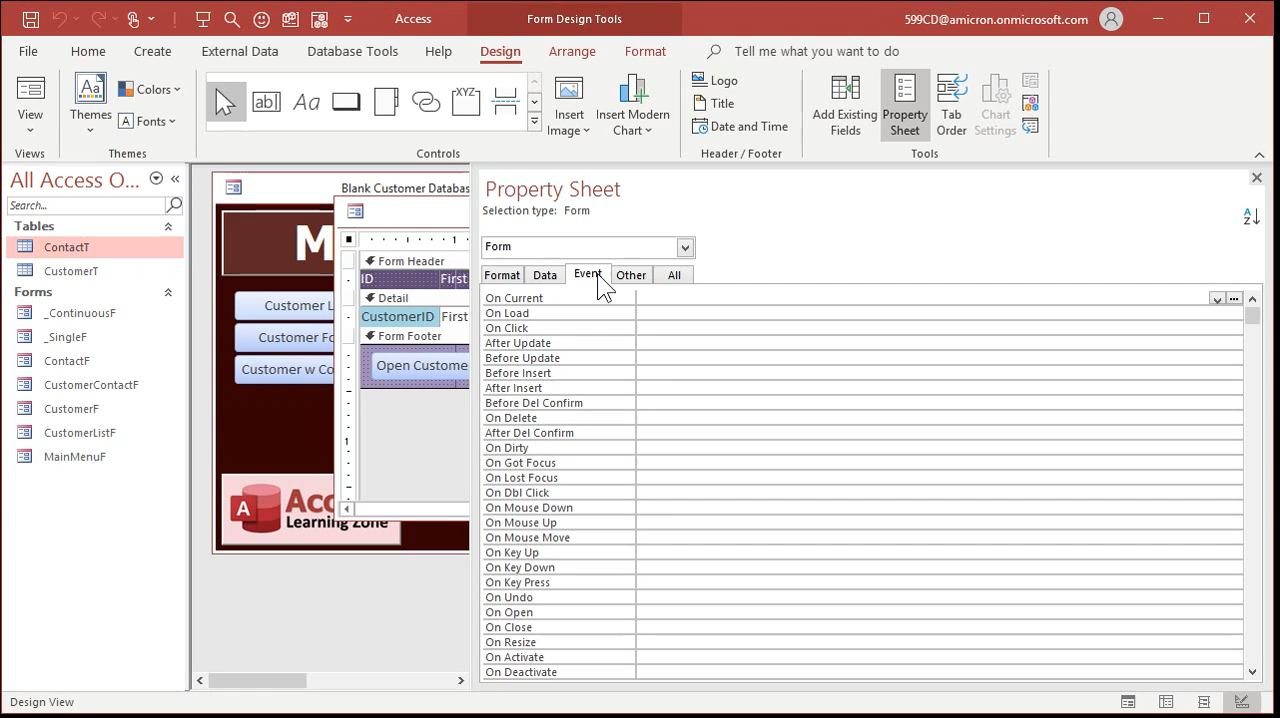 Access
Form Design Tools
599CD@amicron.onmicrosoft.com
File
Home
Create
External Data
Database Tools
Help
Design
Arrange
Format
Tell me what you want to do
View
Views
Themes
Colors
Fonts
Themes
ab|
Aa
XYZ
Controls
Insert Image
Insert Modern Chart
Logo
Title
Date and Time
Header / Footer
Add Existing Fields
Property Sheet
Tab Order
Chart Settings
Tools
All Access O...
Search...
Tables
ContactT
CustomerT
Forms
_ContinuousF
_SingleF
ContactF
CustomerContactF
CustomerF
CustomerListF
MainMenuF
Blank Customer Database
M
Customer L
Customer Fo
Customer w Co
A
Acc
Learning Zone
1
Form Header
ID
First
Detail
CustomerID
First
Form Footer
Open Custome
1
Property Sheet
Selection type: Form
Form
Format
Data
Event
Other
All
On Current
On Load
On Click
After Update
Before Update
Before Insert
After Insert
Before Del Confirm
On Delete
After Del Confirm
On Dirty
On Got Focus
On Lost Focus
On Dbl Click
On Mouse Down
On Mouse Up
On Mouse Move
On Key Up
On Key Down
On Key Press
On Undo
On Open
On Close
On Resize
On Activate
On Deactivate
Design View